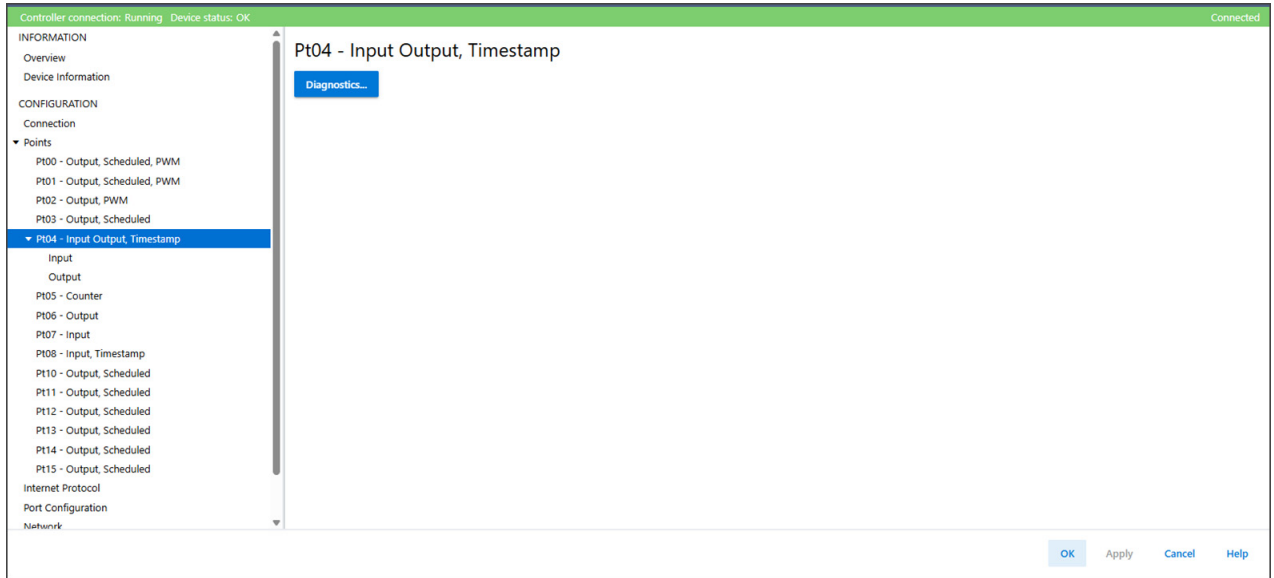 Controller connection: Running Device status: OK
Connected
INFORMATION
Overview
Device Information
CONFIGURATION
Connection
Points
Pt00 - Output, Scheduled, PWM
Pt01 - Output, Scheduled, PWM
Pt02 - Output, PWM
Pt03 - Output, Scheduled
Pt04 - Input Output, Timestamp
Input
Output
Pt05 - Counter
Pt06 - Output
Pt07 - Input
Pt08 - Input, Timestamp
Pt10 - Output, Scheduled
Pt11 - Output, Scheduled
Pt12 - Output, Scheduled
Pt13 - Output, Scheduled
Pt14 - Output, Scheduled
Pt15 - Output, Scheduled
Internet Protocol
Port Configuration
Network
Pt04 - Input Output, Timestamp
Diagnostics...
OK Apply Cancel Help